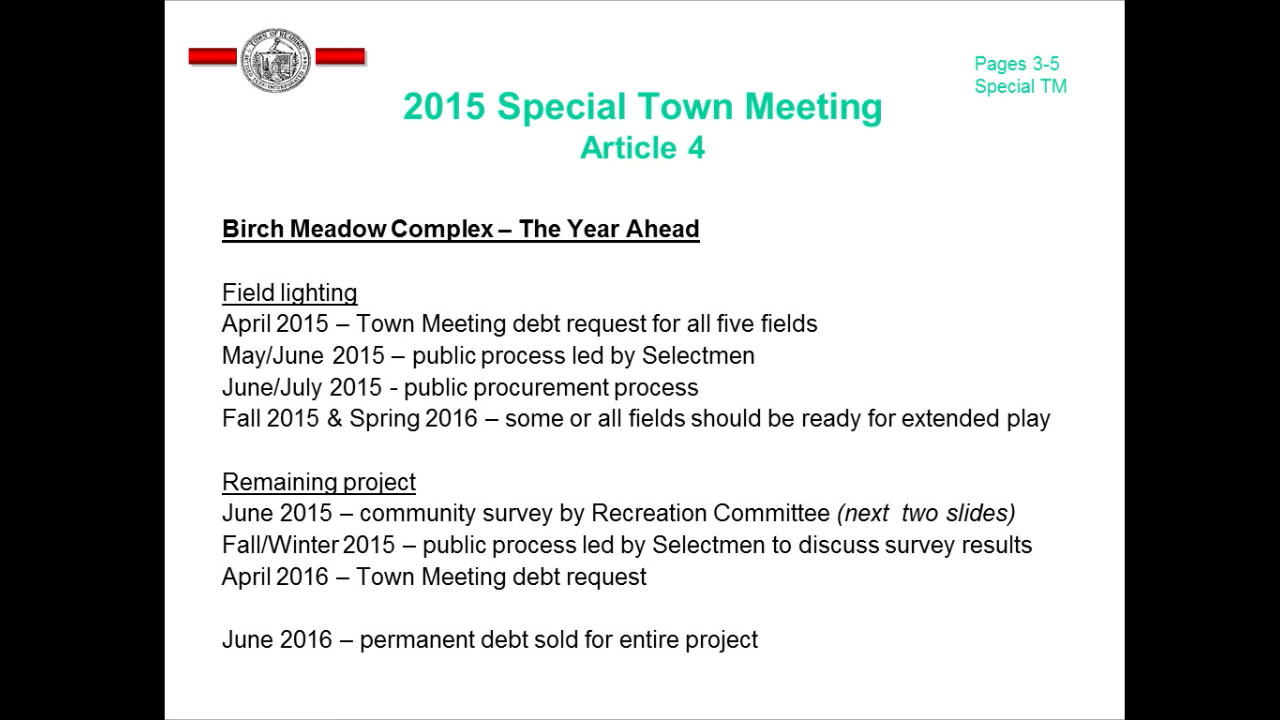 TOWN OF READING
Pages 3-5
Special TM
2015 Special Town Meeting
Article 4
Birch Meadow Complex – The Year Ahead
Field lighting
April 2015 – Town Meeting debt request for all five fields
May/June 2015 – public process led by Selectmen
June/July 2015 - public procurement process
Fall 2015 & Spring 2016 – some or all fields should be ready for extended play
Remaining project
June 2015 – community survey by Recreation Committee (next two slides)
Fall/Winter 2015 – public process led by Selectmen to discuss survey results
April 2016 – Town Meeting debt request
June 2016 – permanent debt sold for entire project